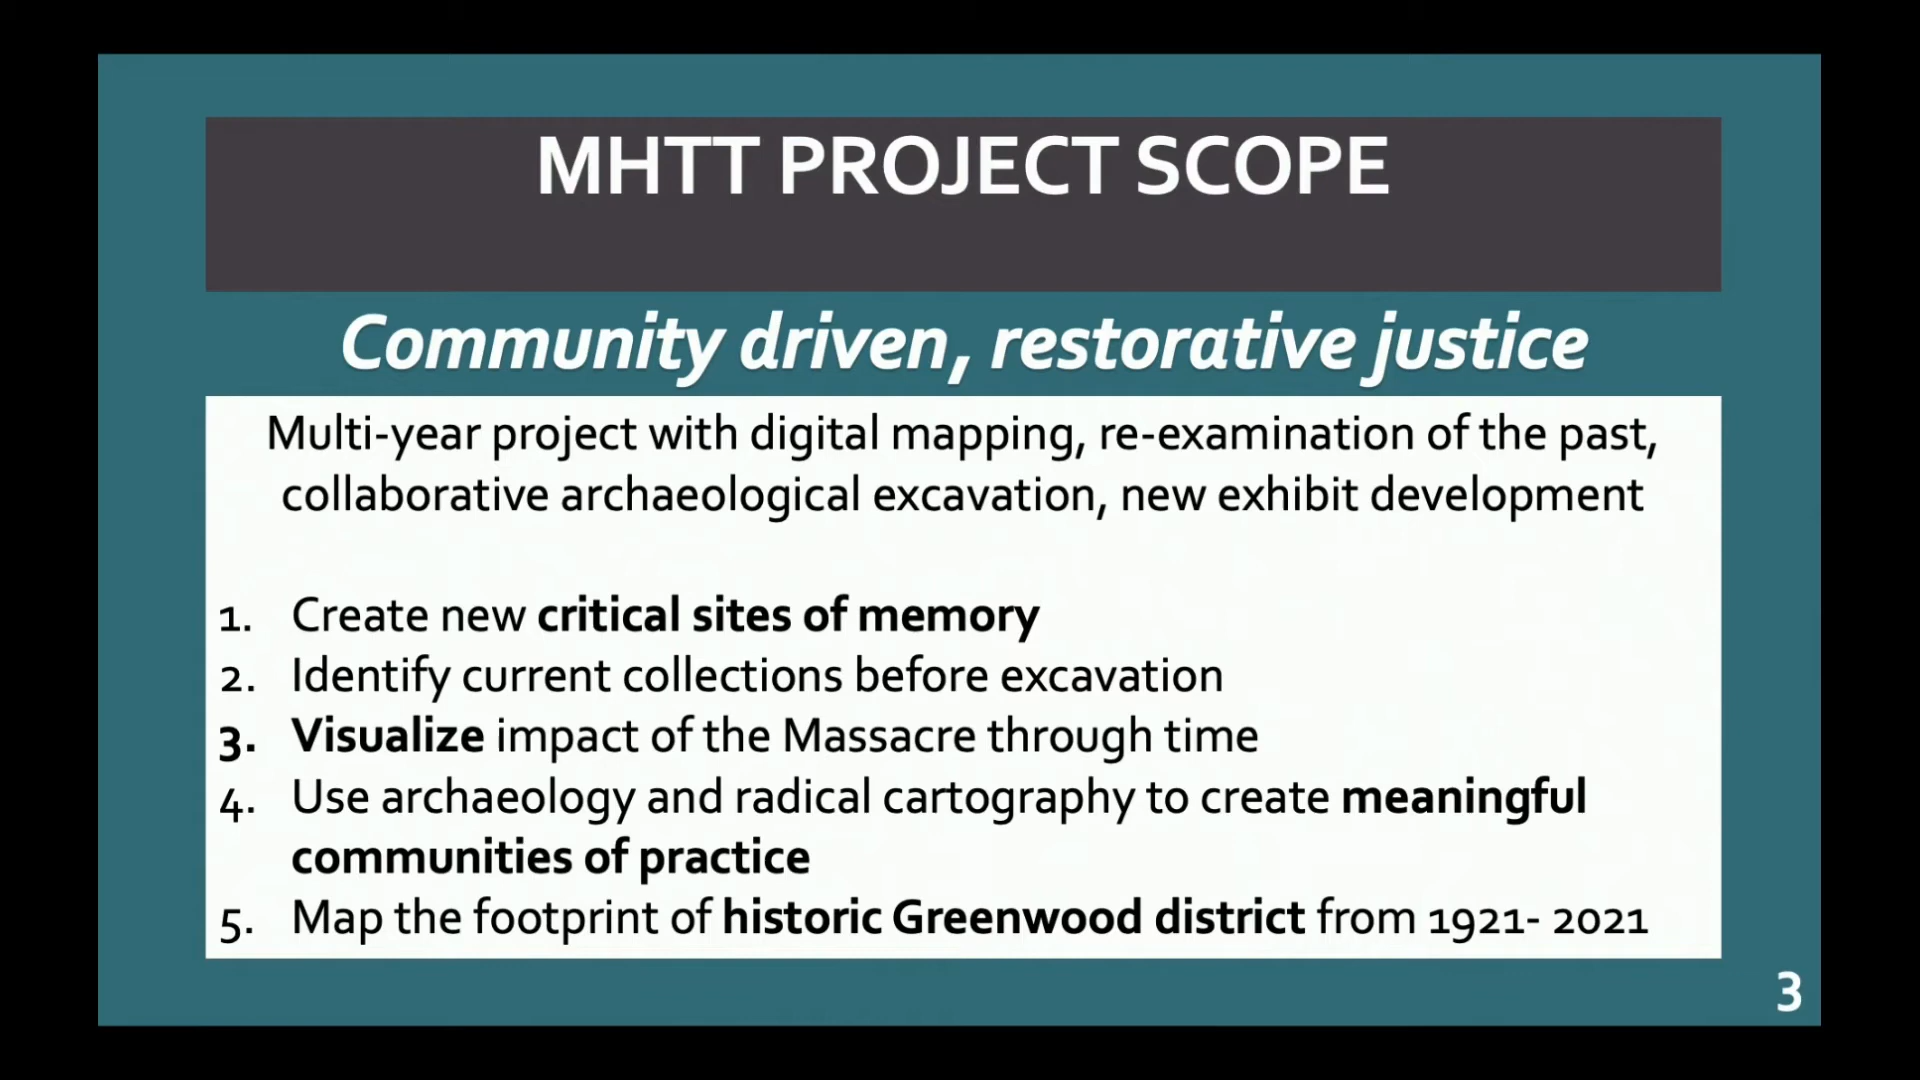 MHTT PROJECT SCOPE
Community driven, restorative justice
Multi-year project with digital mapping, re-examination of the past,
collaborative archaeological excavation, new exhibit development
1. Create new critical sites of memory
2. Identify current collections before excavation
3. Visualize impact of the Massacre through time
4. Use archaeology and radical cartography to create meaningful
communities of practice
5. Map the footprint of historic Greenwood district from 1921- 2021
3